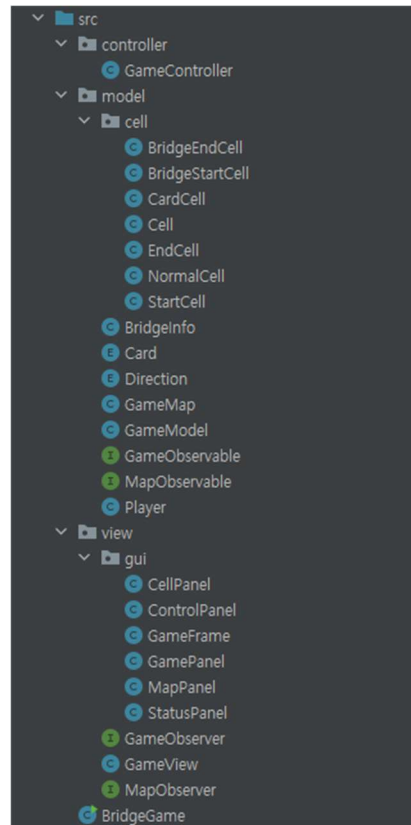 src
controller
GameController
model
cell
BridgeEndCell
BridgeStartCell
CardCell
Cell
EndCell
NormalCell
StartCell
BridgeInfo
Card
Direction
GameMap
GameModel
GameObservable
MapObservable
Player
view
gui
CellPanel
ControlPanel
GameFrame
GamePanel
MapPanel
StatusPanel
GameObserver
GameView
MapObserver
BridgeGame